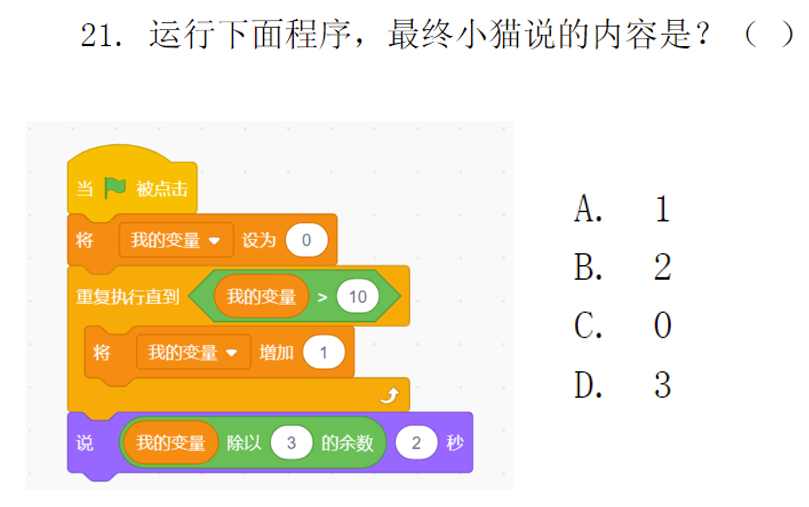 21. 运行下面程序，最终小猫说的内容是？（ ）
当 被点击
将 我的变量 设为 0
重复执行直到 我的变量 > 10
将 我的变量 增加 1
说 我的变量 除以 3 的余数 2 秒
A. 1
B. 2
C. 0
D. 3